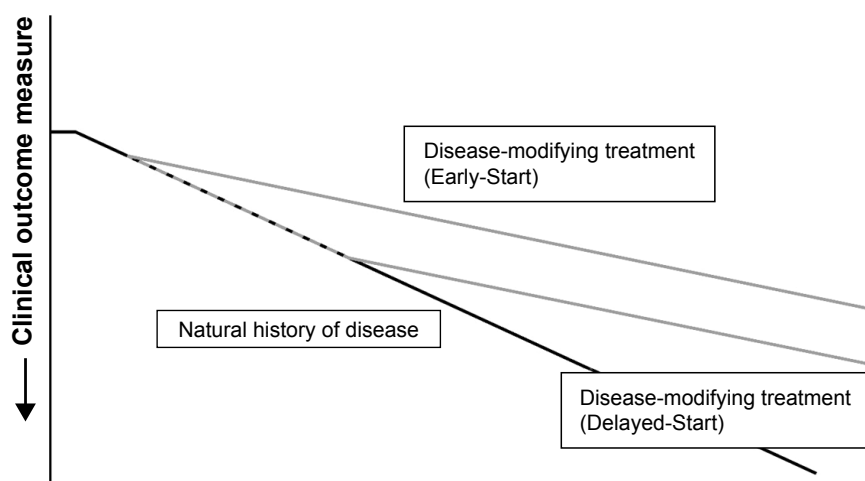 Clinical outcome measure
Disease-modifying treatment
(Early-Start)
Natural history of disease
Disease-modifying treatment
(Delayed-Start)